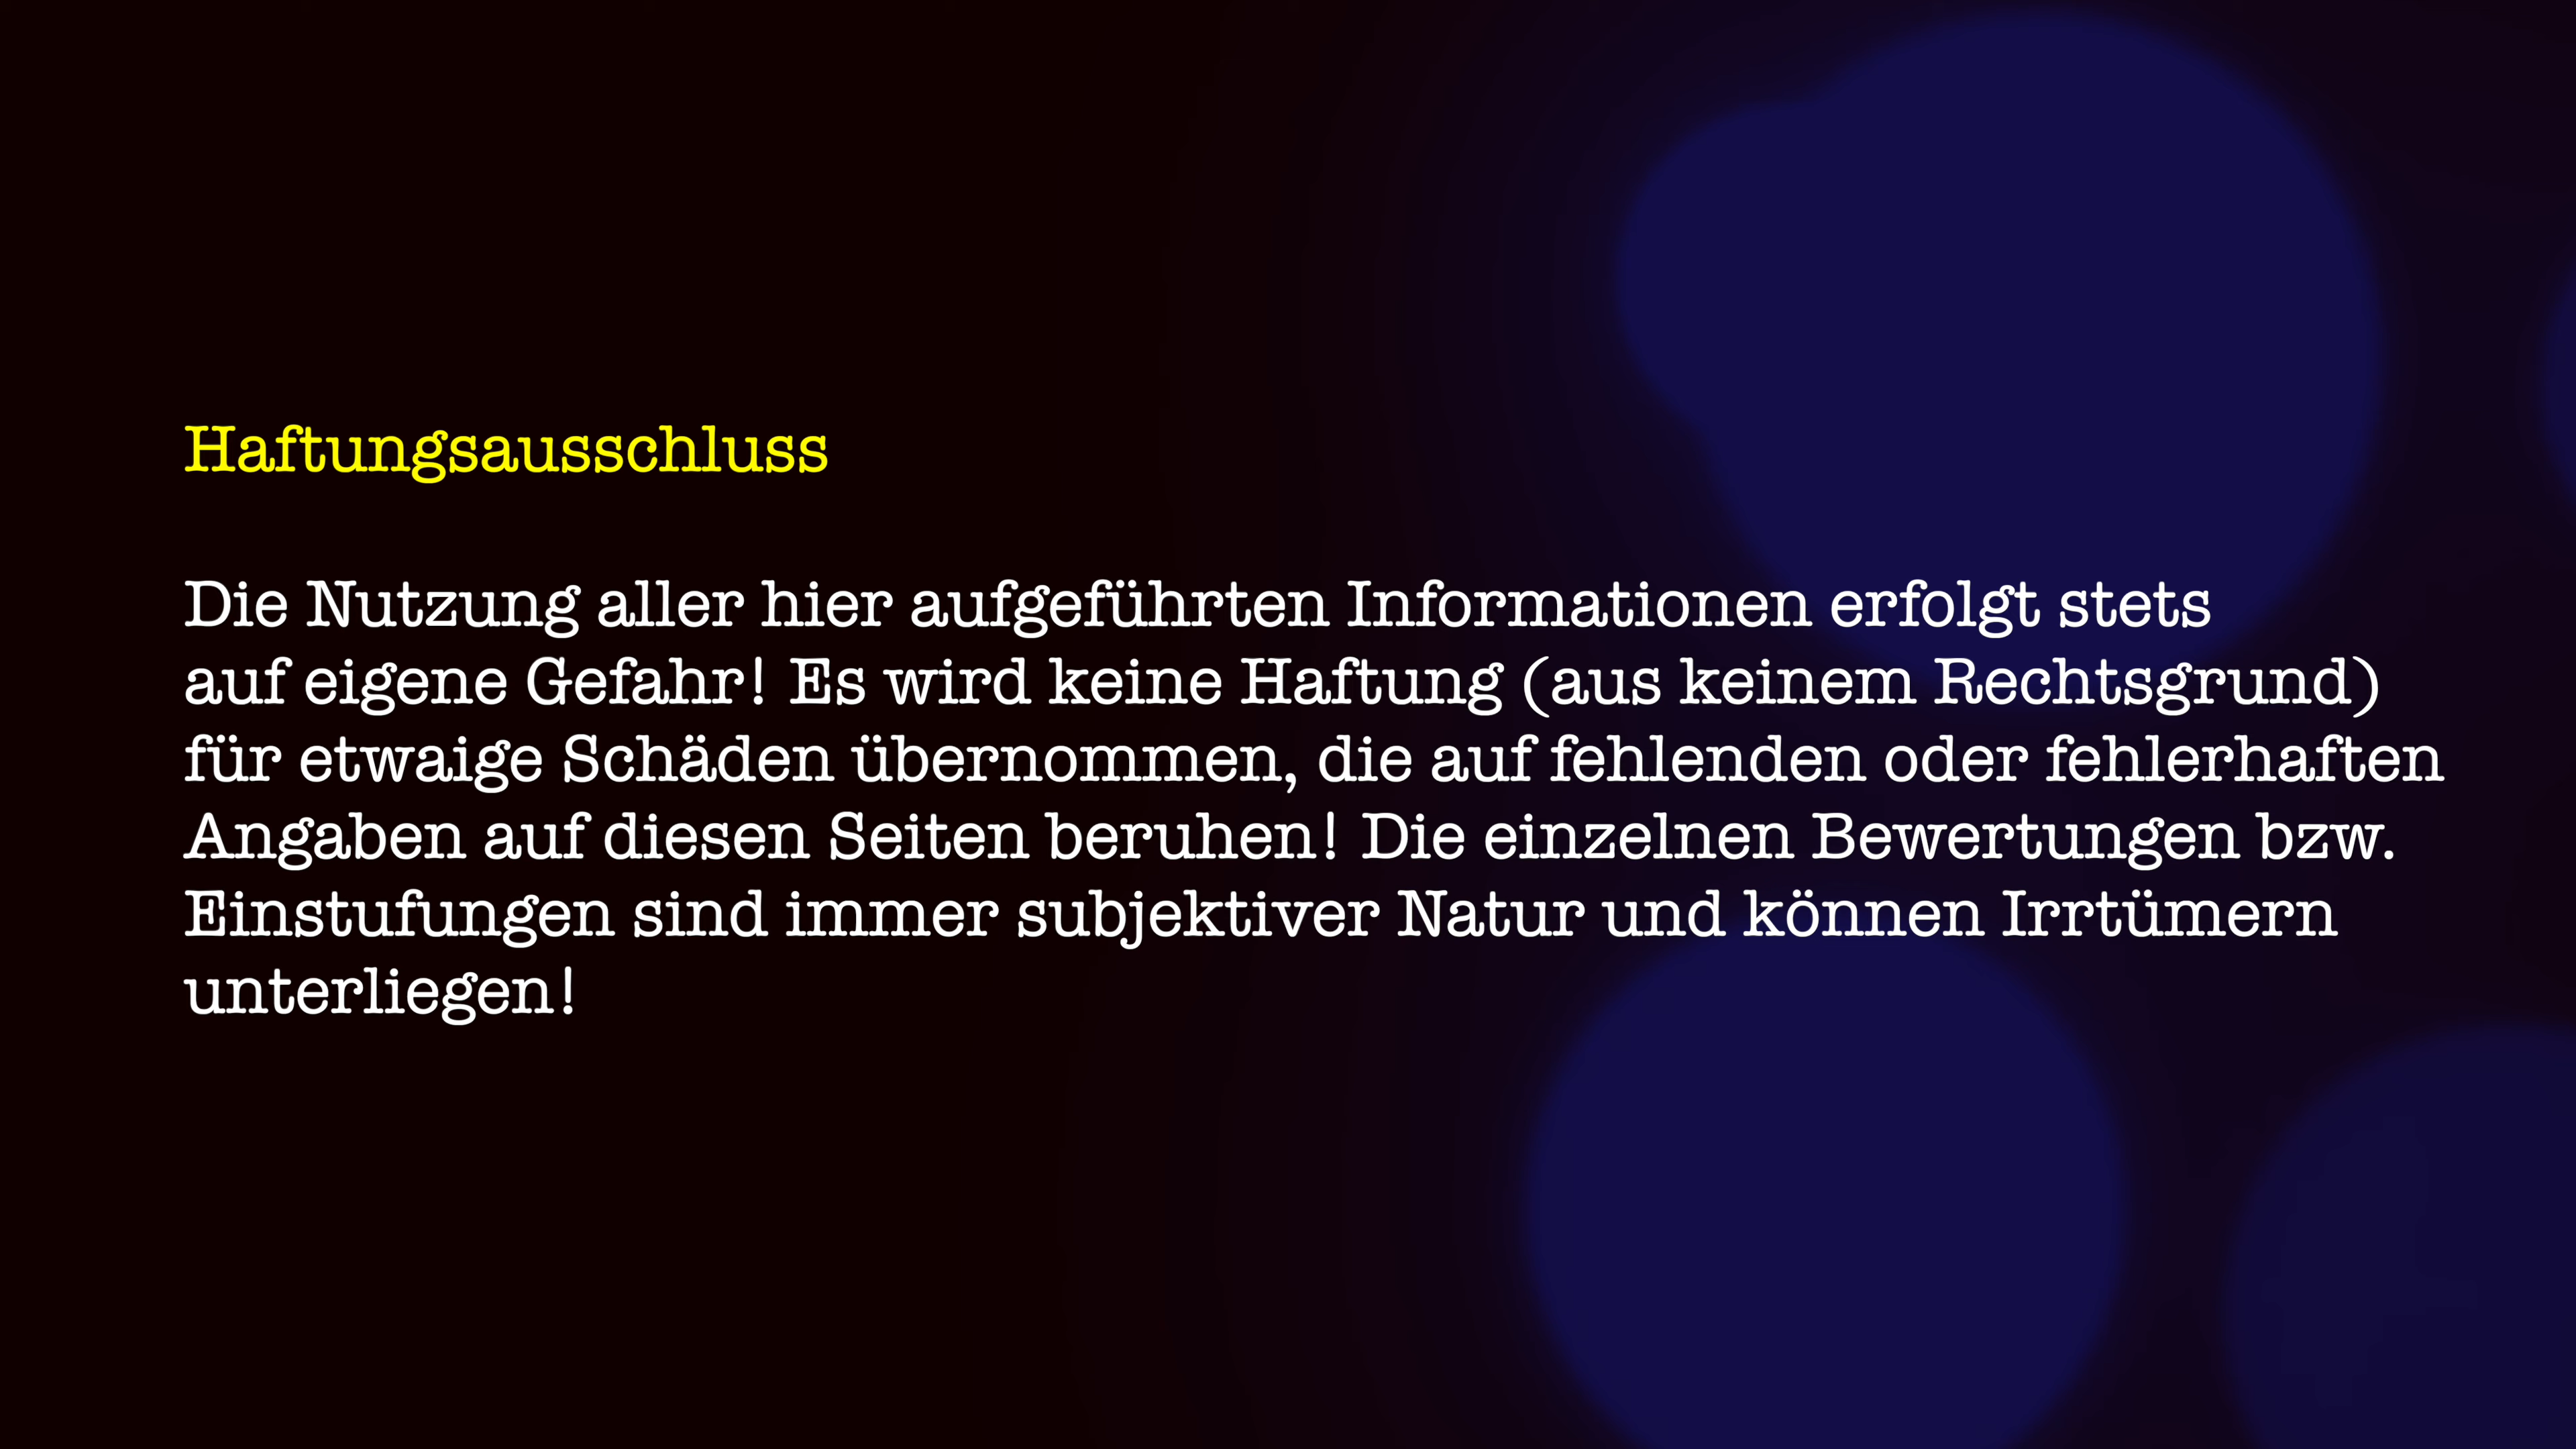 Haftungsausschluss
Die Nutzung aller hier aufgeführten Informationen erfolgt stets
auf eigene Gefahr! Es wird keine Haftung (aus keinem Rechtsgrund)
für etwaige Schäden übernommen, die auf fehlenden oder fehlerhaften
Angaben auf diesen Seiten beruhen! Die einzelnen Bewertungen bzw.
Einstufungen sind immer subjektiver Natur und können Irrtümern
unterliegen!